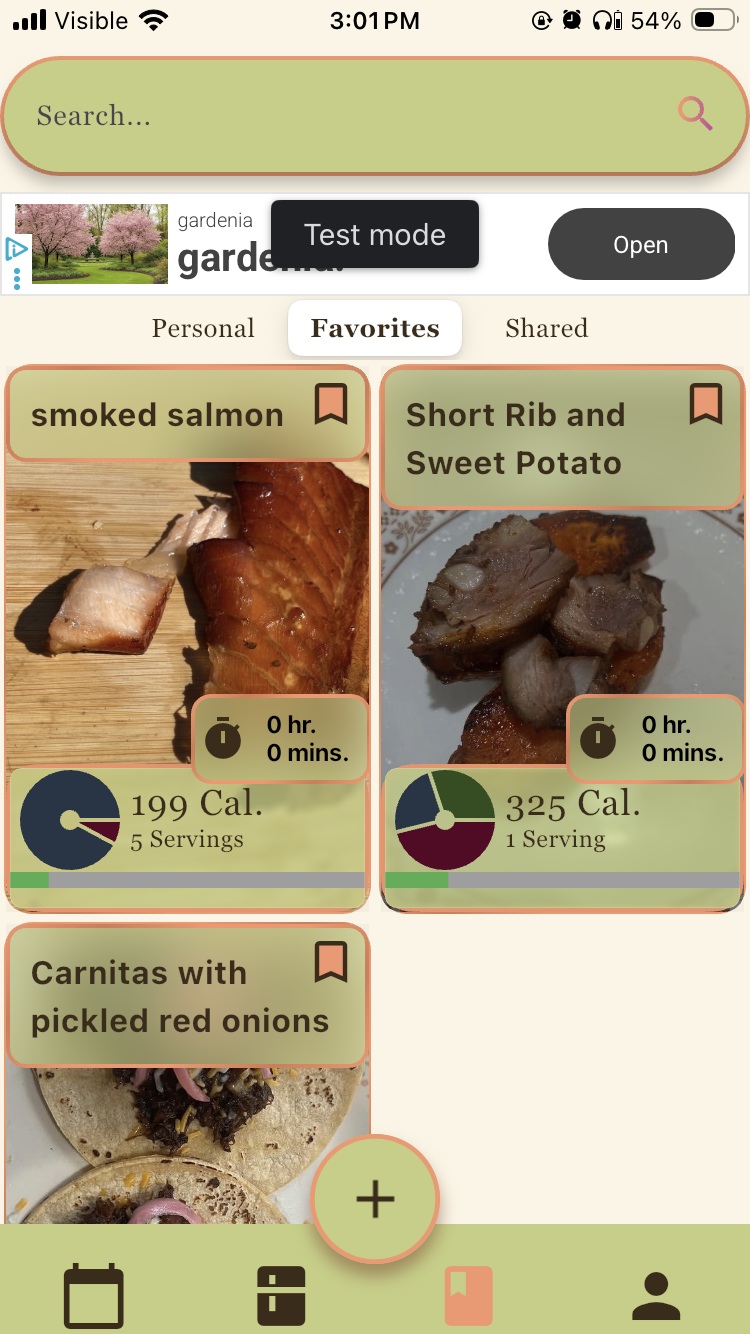 Visible
3:01 PM
54%
Search...
gardenia
Test mode
Open
Personal
Favorites
Shared
smoked salmon
Short Rib and
Sweet Potato
0 hr.
0 mins.
0 hr.
0 mins.
199 Cal.
5 Servings
325 Cal.
1 Serving
Carnitas with
pickled red onions